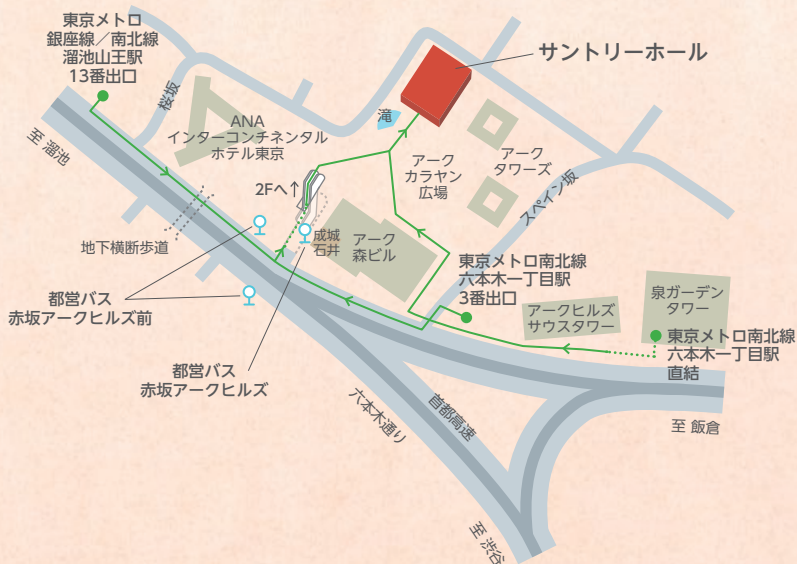 東京メトロ
銀座線／南北線
溜池山王駅
13番出口
サントリーホール
桜坂
滝
ANA
インターコンチネンタル
ホテル東京
至 溜池
アーク
カラヤン
広場
アーク
タワーズ
2Fへ↑
スペイン坂
地下横断歩道
成城
石井
アーク
森ビル
東京メトロ南北線
六本木一丁目駅
3番出口
都営バス
赤坂アークヒルズ前
泉ガーデン
タワー
アークヒルズ
サウスタワー
東京メトロ南北線
六本木一丁目駅
直結
都営バス
赤坂アークヒルズ
六本木通り
首都高速
至 飯倉
至 渋谷